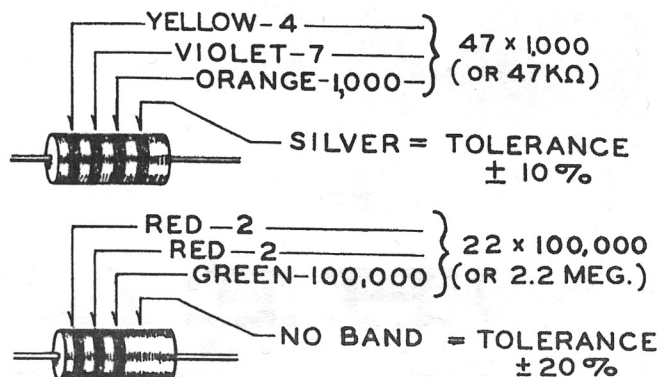 YELLOW-4
VIOLET-7
ORANGE-1,000
47 x 1,000
(OR 47KΩ)
SILVER = TOLERANCE
± 10%
RED-2
RED-2
GREEN-100,000
22 x 100,000
(OR 2.2 MEG.)
NO BAND = TOLERANCE
± 20%